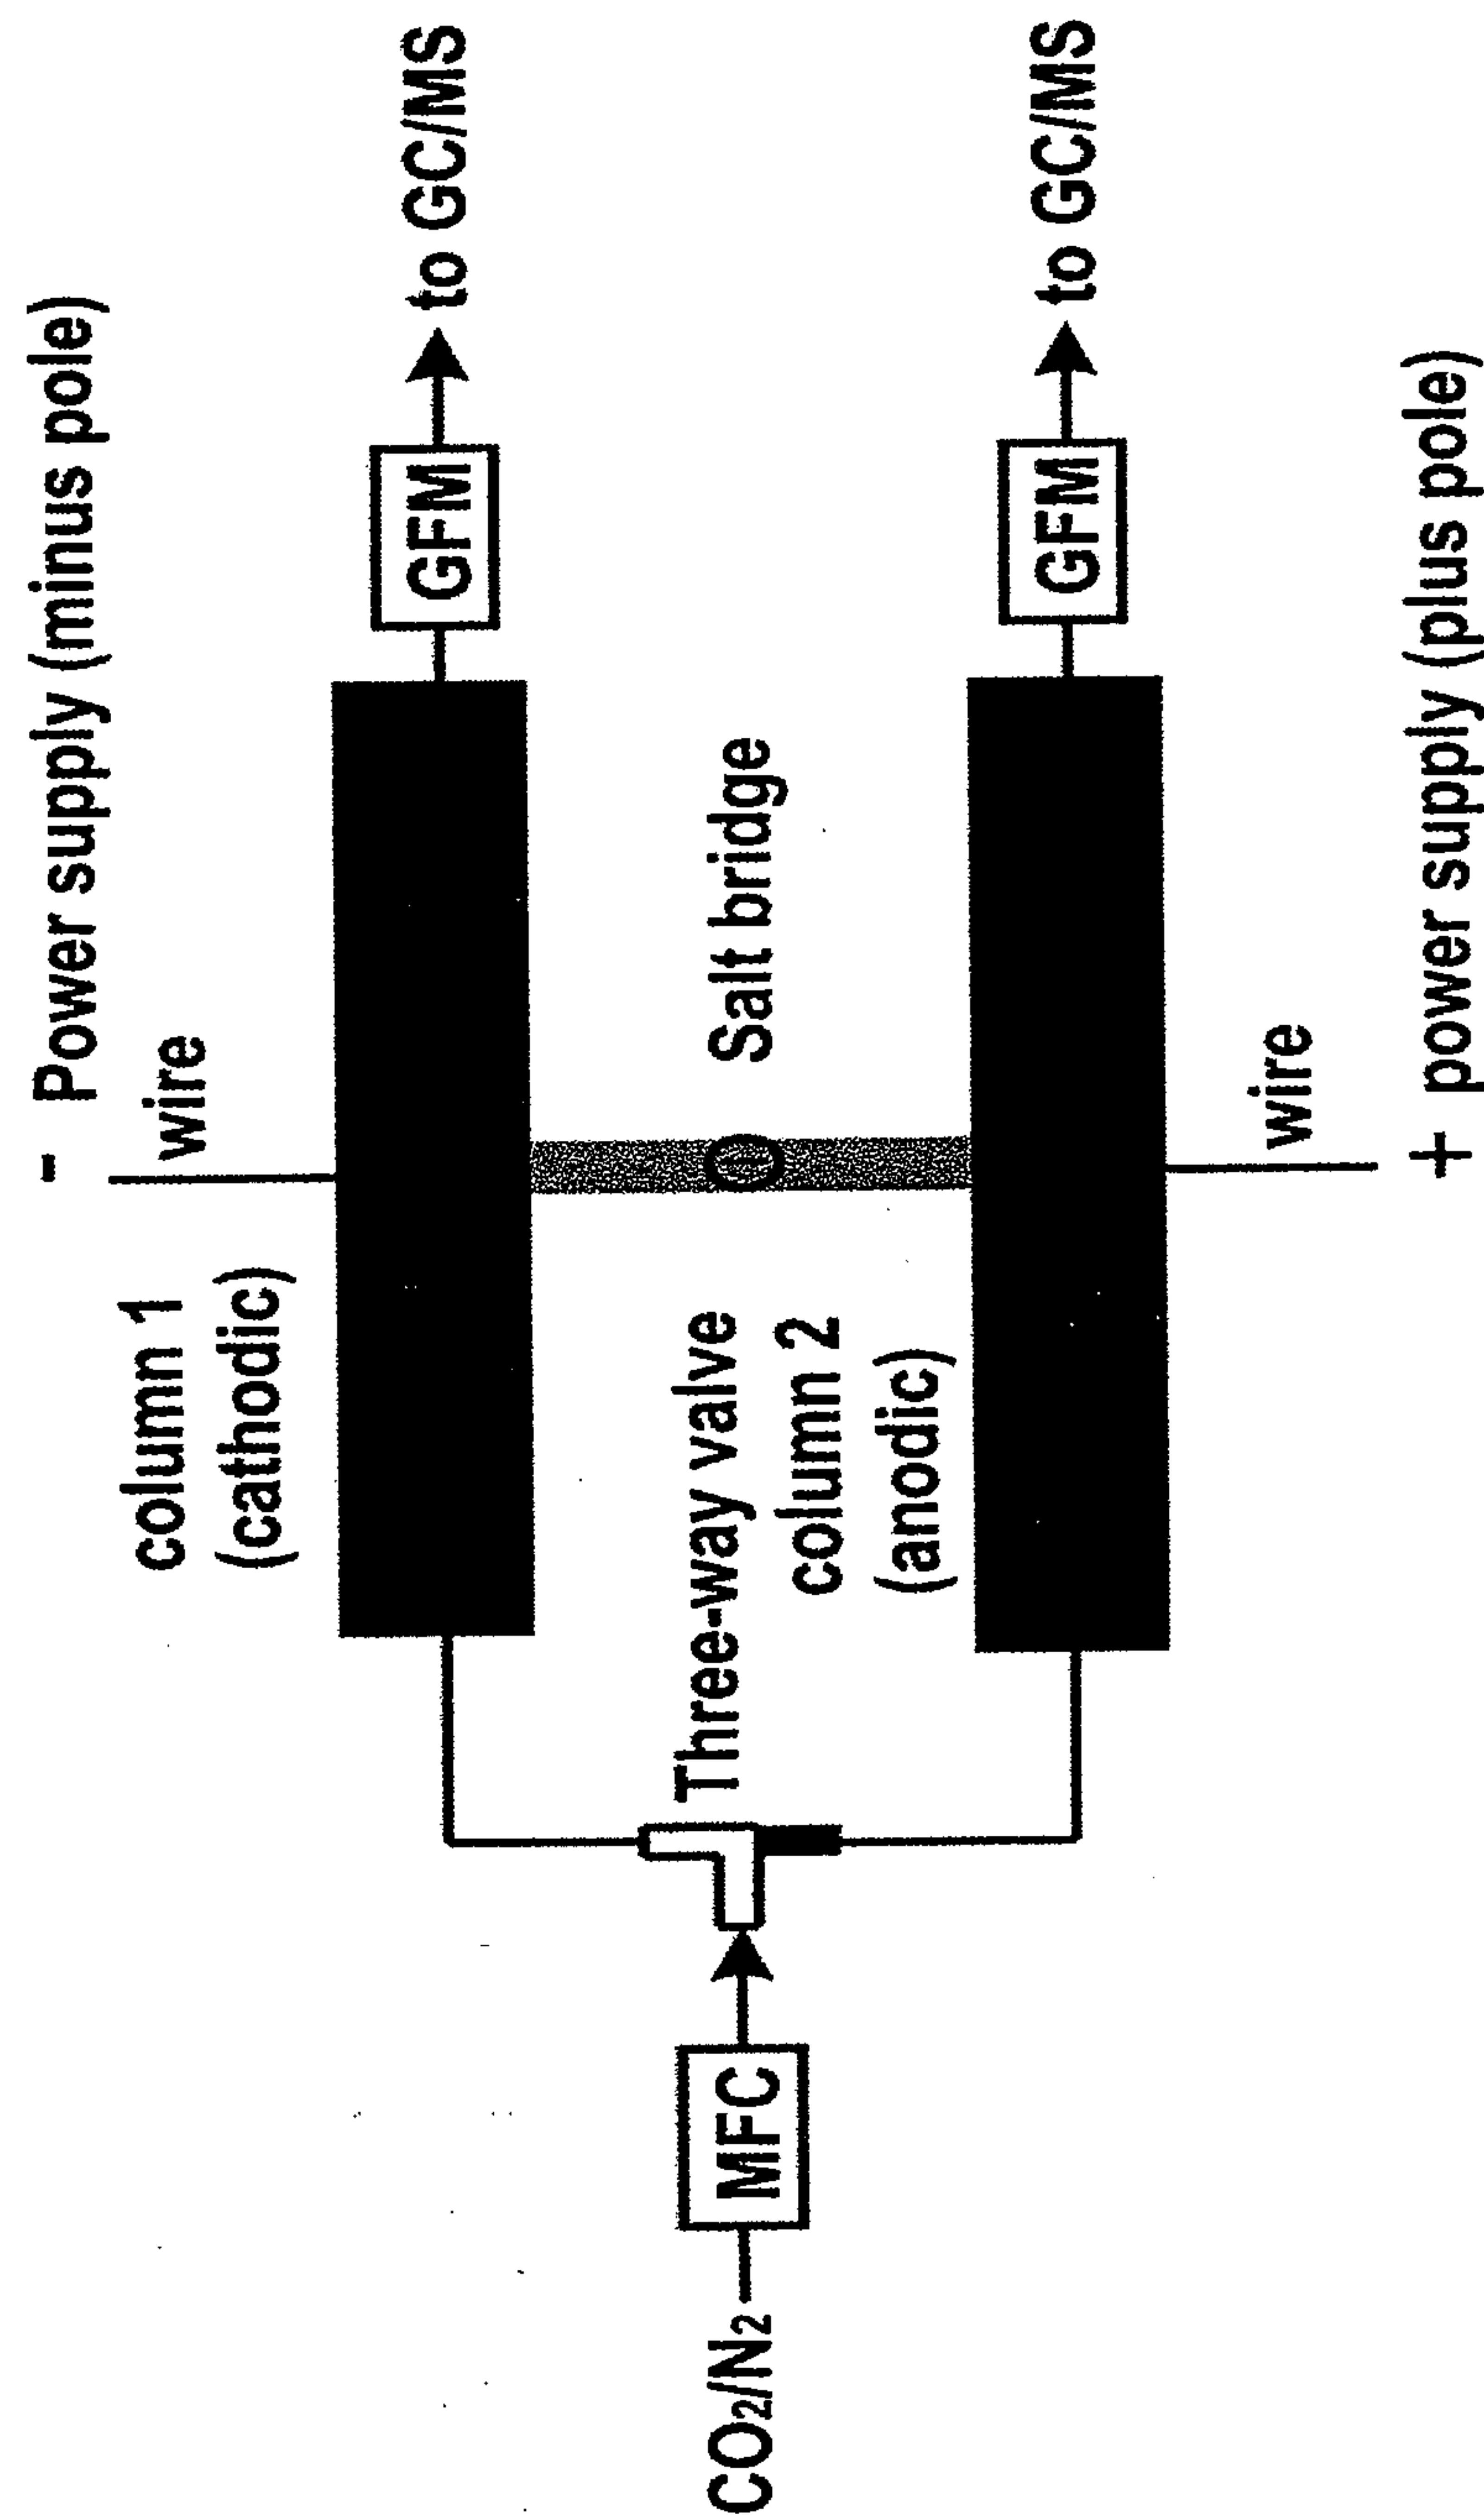 - Power supply (minus pole)
wire
column 1
(cathodic)
GFM
to GC/MS
CO₂/N₂
MFC
Three-way valve
Salt bridge
column 2
(anodic)
GFM
to GC/MS
wire
+ power supply (plus pole)